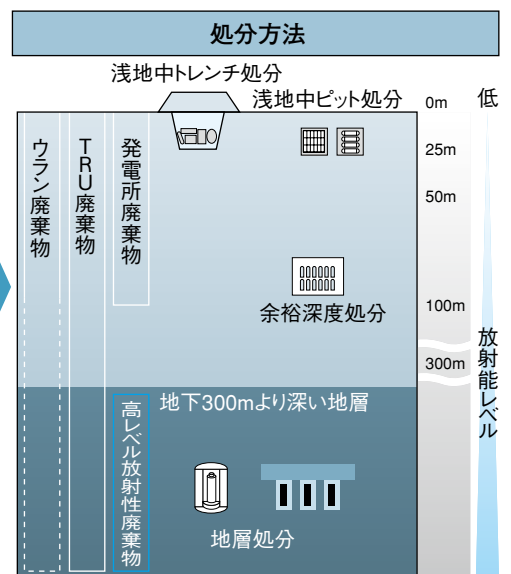 処分方法
浅地中トレンチ処分
浅地中ピット処分
0m
低
25m
50m
ウラン廃棄物
TRU廃棄物
発電所廃棄物
余裕深度処分
100m
300m
放射能レベル
地下300mより深い地層
高レベル放射性廃棄物
地層処分